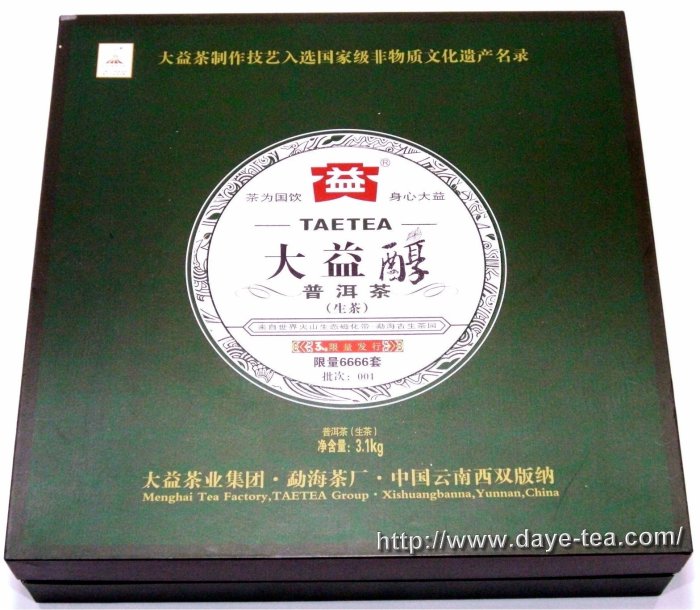 大益茶制作技艺入选国家级非物质文化遗产名录
益®
茶为国饮 身心大益
TAETEA
大益醇
普洱茶
(生茶)
来自世界火山生态磁化带 勐海古生茶园
限量发行
限量6666套
批次:001
普洱茶(生茶)
净含量:3.1kg
大益茶业集团·勐海茶厂·中国云南西双版纳
Menghai Tea Factory,TAETEA Group · Xishuangbanna,Yunnan,China
http://www.daye-tea.com/